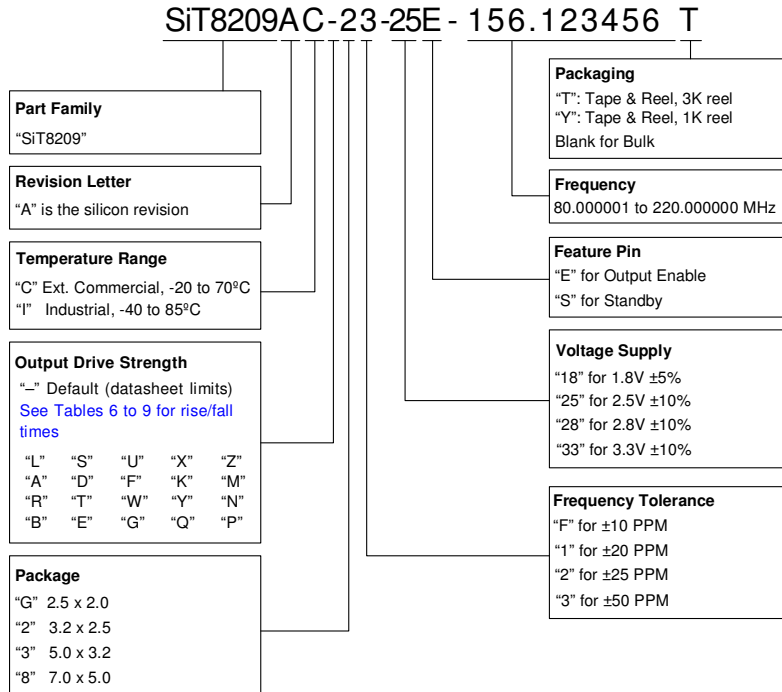 SiT8209AC-23-25E - 156.123456 T
Part Family
“SiT8209”
Revision Letter
“A” is the silicon revision
Temperature Range
“C” Ext. Commercial, -20 to 70ºC
“I” Industrial, -40 to 85ºC
Output Drive Strength
“–” Default (datasheet limits)
See Tables 6 to 9 for rise/fall
times
“L” “S” “U” “X” “Z”
“A” “D” “F” “K” “M”
“R” “T” “W” “Y” “N”
“B” “E” “G” “Q” “P”
Package
“G” 2.5 x 2.0
“2” 3.2 x 2.5
“3” 5.0 x 3.2
“8” 7.0 x 5.0
Packaging
“T”: Tape & Reel, 3K reel
“Y”: Tape & Reel, 1K reel
Blank for Bulk
Frequency
80.000001 to 220.000000 MHz
Feature Pin
“E” for Output Enable
“S” for Standby
Voltage Supply
“18” for 1.8V ±5%
“25” for 2.5V ±10%
“28” for 2.8V ±10%
“33” for 3.3V ±10%
Frequency Tolerance
“F” for ±10 PPM
“1” for ±20 PPM
“2” for ±25 PPM
“3” for ±50 PPM